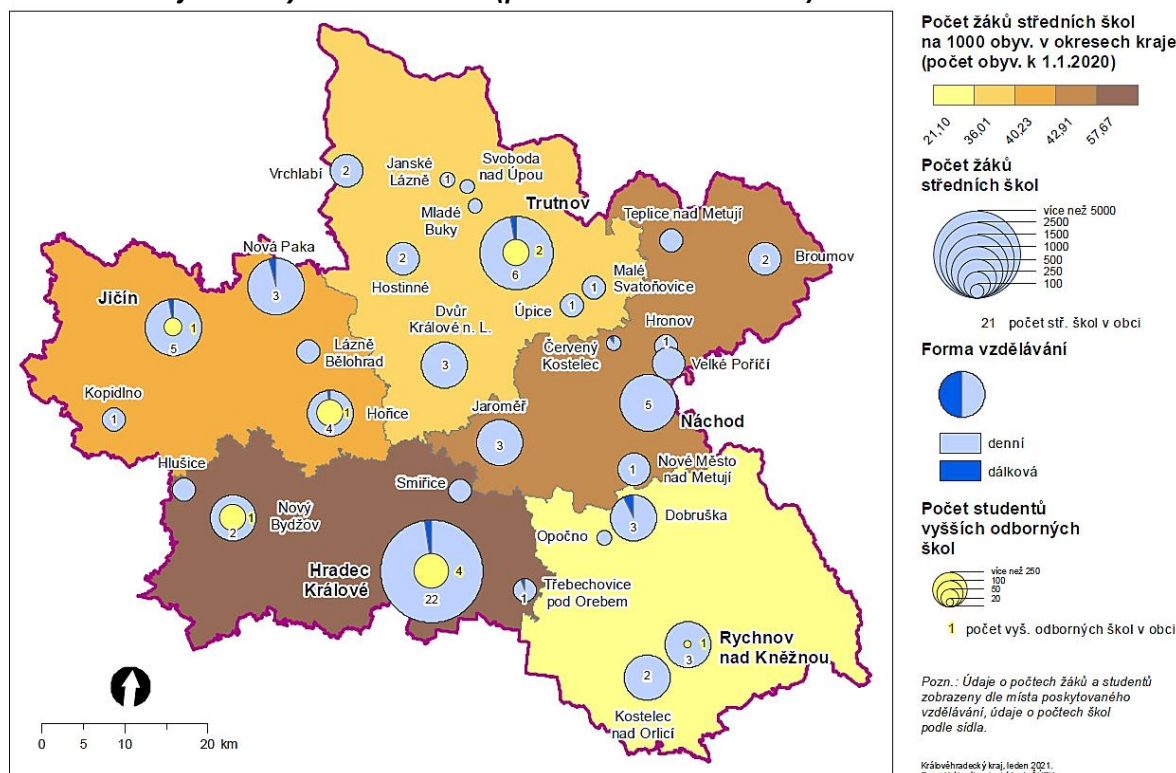 Vrchlabí
2
Janské
Lázně
1
Svoboda
nad Úpou
Mladé
Buky
Trutnov
2
6
Teplice nad Metují
Broumov
2
Nová Paka
3
Hostinné
2
Malé
Svatoňovice
1
Úpice
1
Jičín
1
5
Dvůr
Králové n. L.
3
Hronov
1
Červený
Kostelec
Velké Poříčí
Lázně
Bělohrad
Kopidlno
1
Hořice
1
4
Jaroměř
3
5
Náchod
Hlušice
Smiřice
1
Nové Město
nad Metují
Nový
Bydžov
1
2
Opočno
Dobruška
3
Hradec
Králové
4
22
Třebechovice
pod Orebem
1
Rychnov
nad Kněžnou
1
3
2
Kostelec
nad Orlicí
0 5 10 20 km
Počet žáků středních škol
na 1000 obyv. v okresech kraje
(počet obyv. k 1.1.2020)
21,10
36,01
40,23
42,91
57,67
Počet žáků
středních škol
více než 5000
2500
1500
1000
500
250
100
21 počet stř. škol v obci
Forma vzdělávání
denní
dálková
Počet studentů
vyšších odborných
škol
více než 250
100
50
20
1 počet vyš. odborných škol v obci
Pozn.: Údaje o počtech žáků a studentů
zobrazeny dle místa poskytovaného
vzdělávání, údaje o počtech škol
podle sídla.
Královéhradecký kraj, leden 2021.